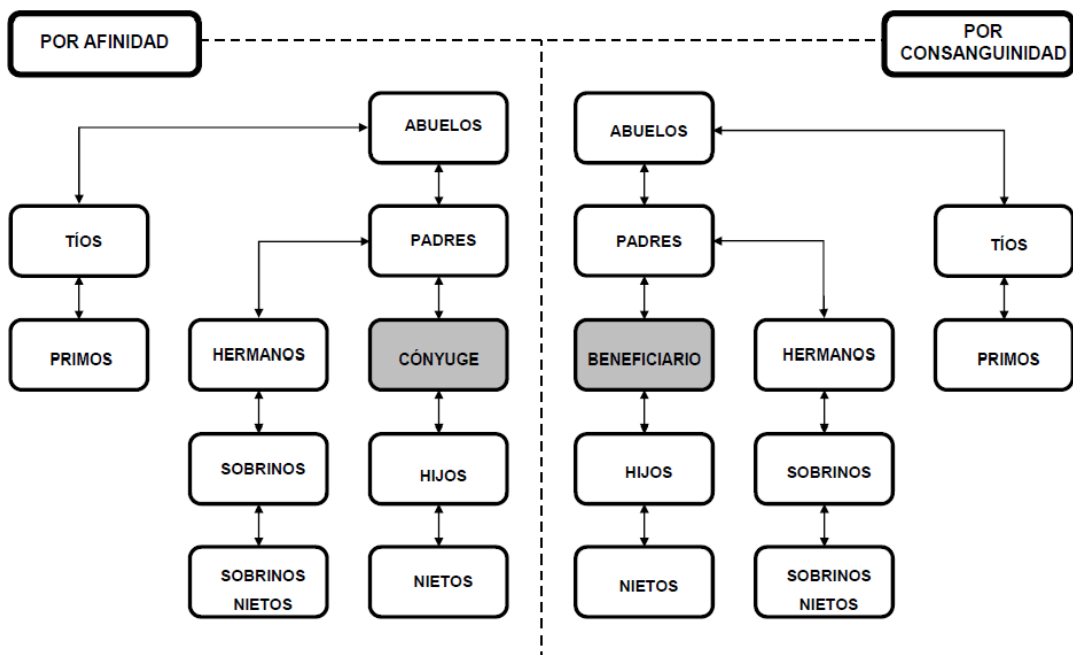 POR AFINIDAD
POR
CONSANGUINIDAD
ABUELOS
ABUELOS
TÍOS
PADRES
PADRES
TÍOS
PRIMOS
HERMANOS
CÓNYUGE
BENEFICIARIO
HERMANOS
PRIMOS
SOBRINOS
HIJOS
HIJOS
SOBRINOS
SOBRINOS
NIETOS
NIETOS
NIETOS
SOBRINOS
NIETOS